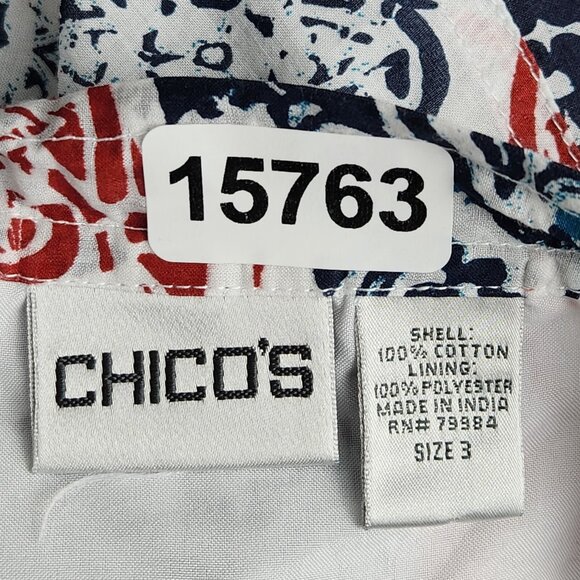 15763
CHICO'S
SHELL:
100% COTTON
LINING:
100% POLYESTER
MADE IN INDIA
RN# 79984
SIZE 3